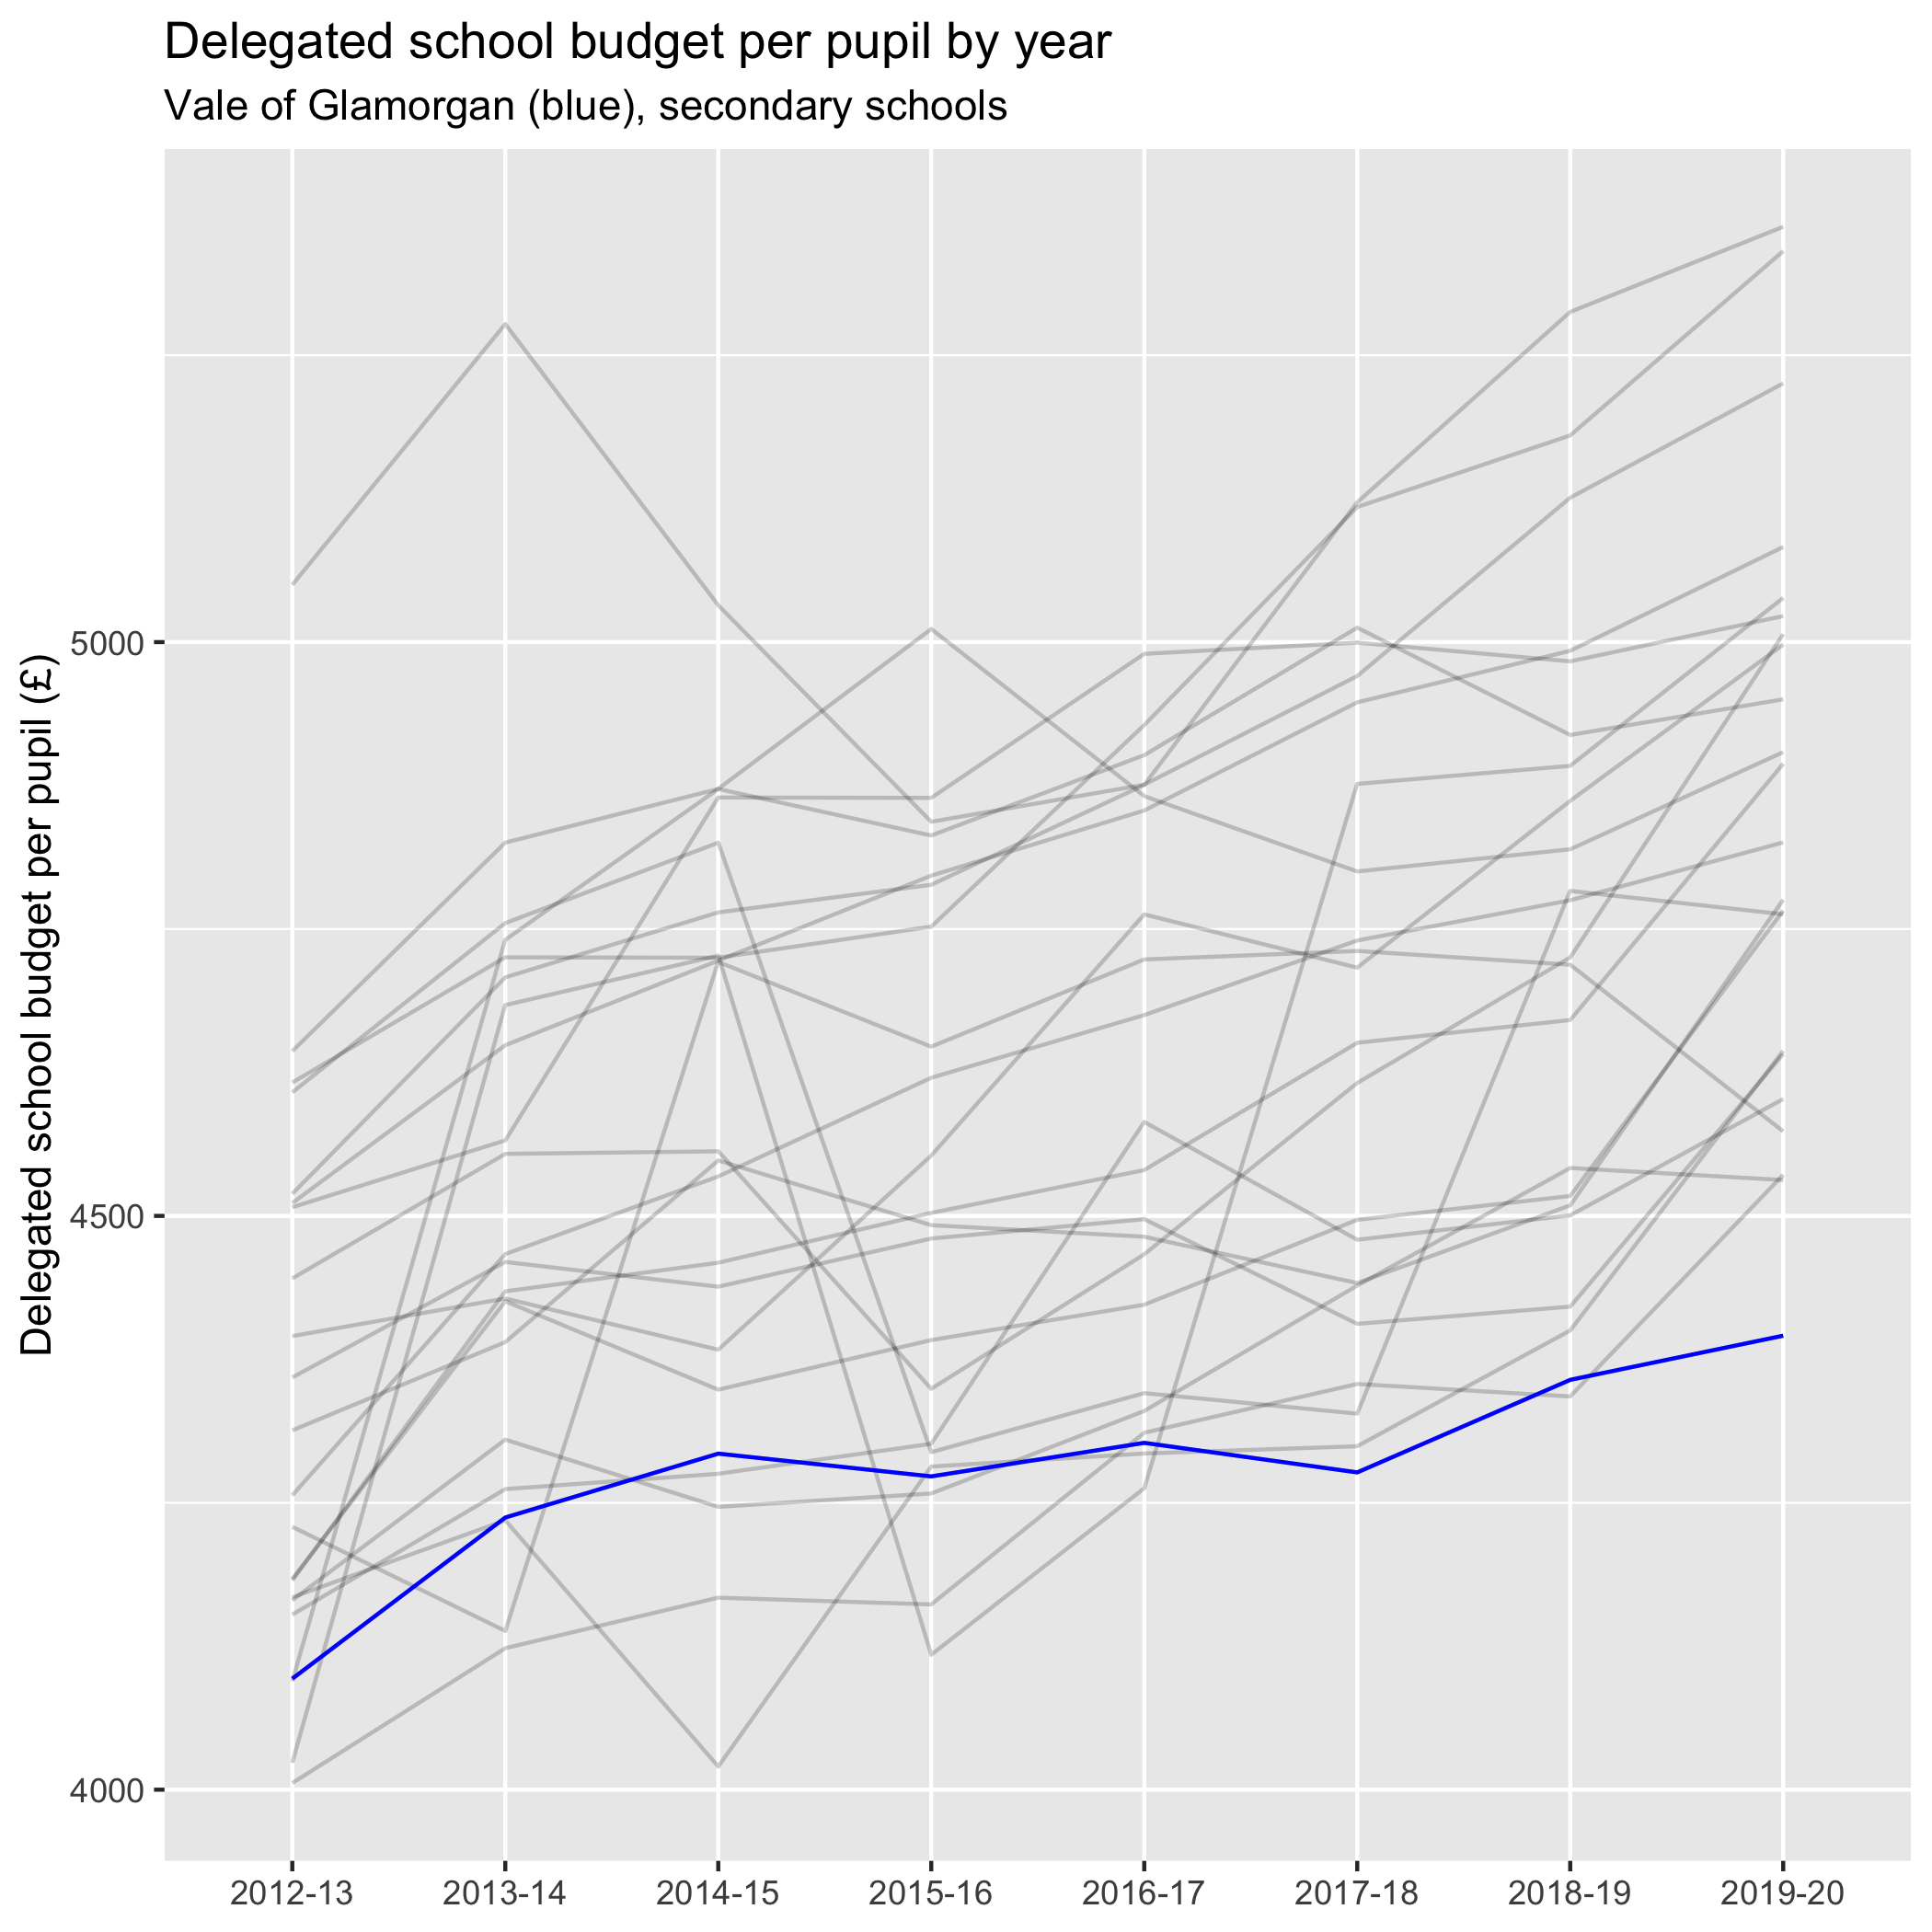 Delegated school budget per pupil by year
Vale of Glamorgan (blue), secondary schools
Delegated school budget per pupil (£)
5000
4500
4000
2012-13 2013-14 2014-15 2015-16 2016-17 2017-18 2018-19 2019-20